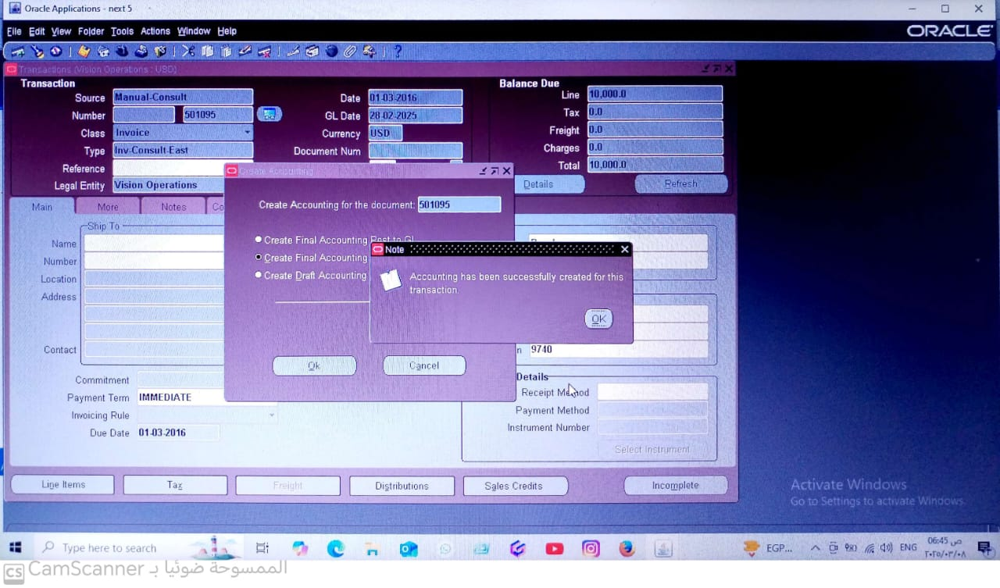 Oracle Applications - next 5
File Edit View Folder Tools Actions Window Help
ORACLE
Transactions (Vision Operations : USD)
Transaction
Source Manual-Consult
Number 501095
Class Invoice
Type Inv-Consult-East
Reference
Legal Entity Vision Operations
Date 01-03-2016
GL Date 28-02-2025
Currency USD
Document Num
Balance Due
Line 10,000.0
Tax 0.0
Freight 0.0
Charges 0.0
Total 10,000.0
Details Refresh
Main More Notes Co
Ship To
Name
Number
Location
Address
Contact
Commitment
Payment Term IMMEDIATE
Invoicing Rule
Due Date 01-03-2016
Create Accounting
Create Accounting for the document: 501095
Create Final Accounting Post to GL
Create Final Accounting
Create Draft Accounting
Ok Cancel
Note
Accounting has been successfully created for this
transaction.
OK
n 9740
Details
Receipt Method
Payment Method
Instrument Number
Select Instrument
Line Items Tax Freight Distributions Sales Credits Incomplete
Activate Windows
Go to Settings to activate Windows.
Type here to search
EGP...
ENG
06:45 ص
٢٠٢٥/٠٣/٠٨
CS CamScanner الممسوحة ضوئيا بـ